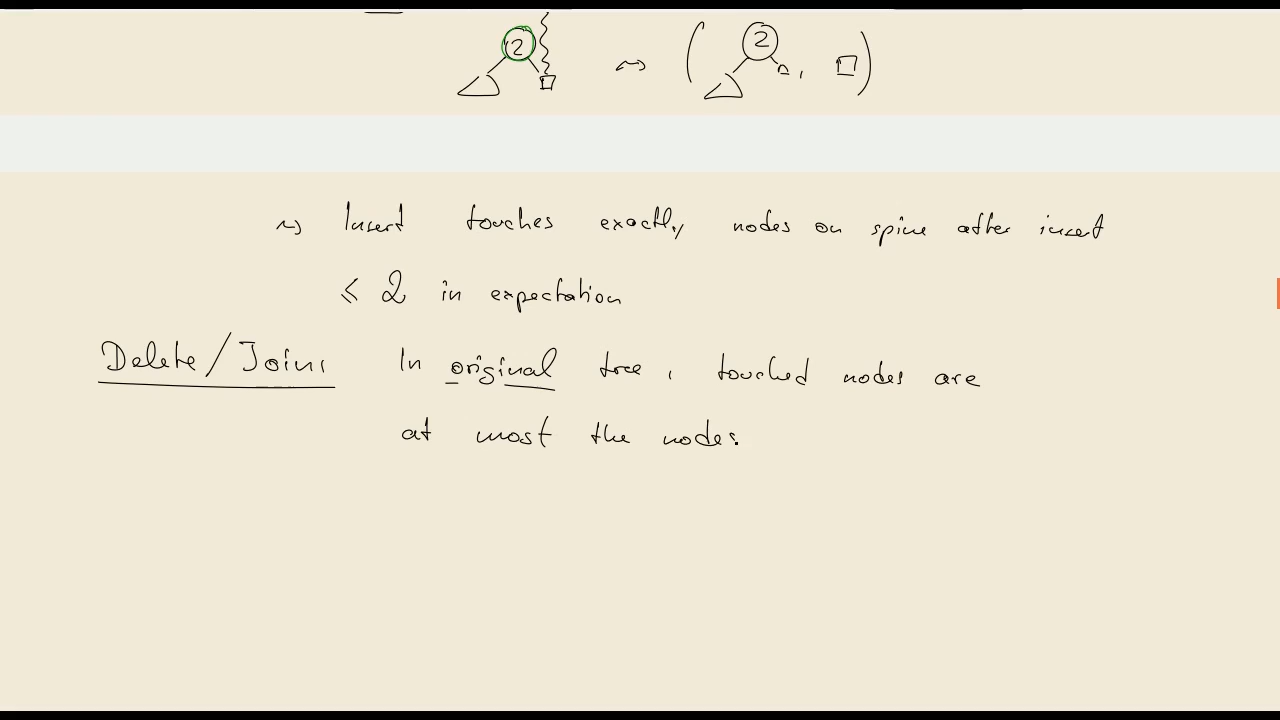 2 ⇝ ( 2 , )
⇝ Insert touches exactly nodes on spine after insert
≤ 2 in expectation
Delete/Join: In original tree, touched nodes are
at most the nodes: